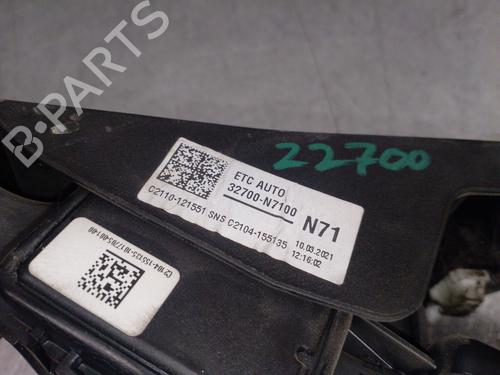 B-PARTS
22700
ETC AUTO
32700-N7100
N71
C2110-121551 SNS C2104-155135
10.03.2021
12:16:02